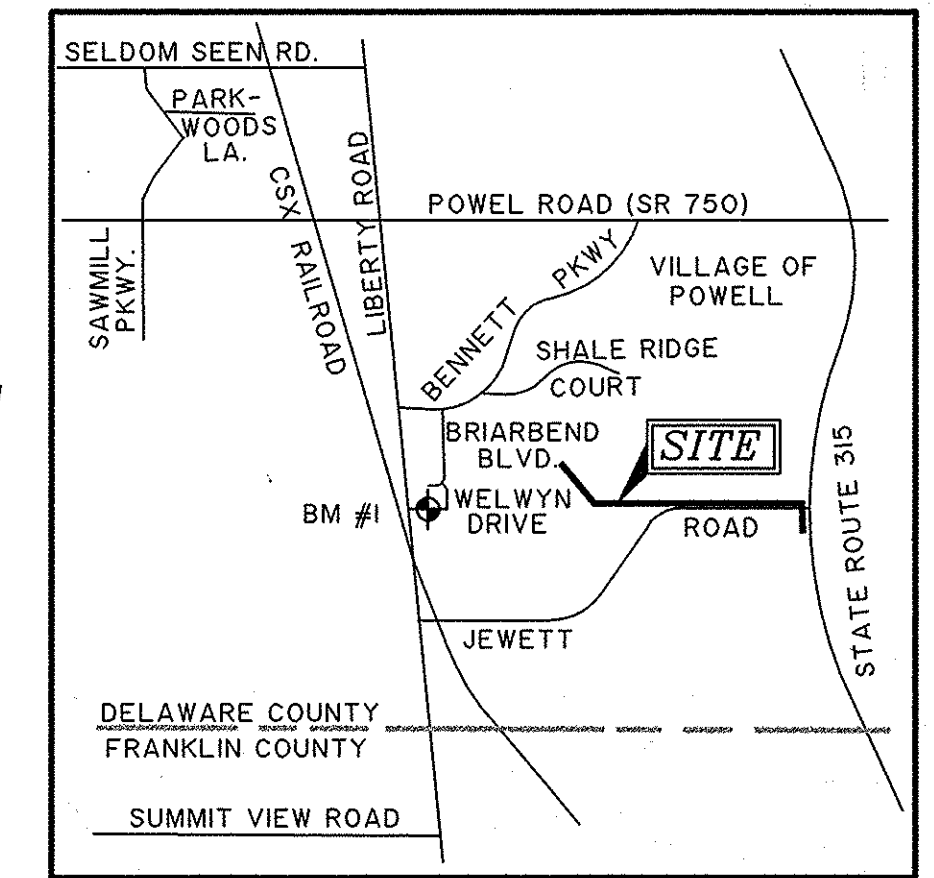 SELDOM SEEN RD.
PARK-
WOODS
LA.
CSX RAILROAD
LIBERTY ROAD
POWEL ROAD (SR 750)
SAWMILL
PKWY.
BENNETT PKWY
VILLAGE OF
POWELL
SHALE RIDGE
COURT
BRIARBEND
BLVD.
SITE
BM #1
WELWYN
DRIVE
ROAD
STATE ROUTE 315
JEWETT
DELAWARE COUNTY
FRANKLIN COUNTY
SUMMIT VIEW ROAD